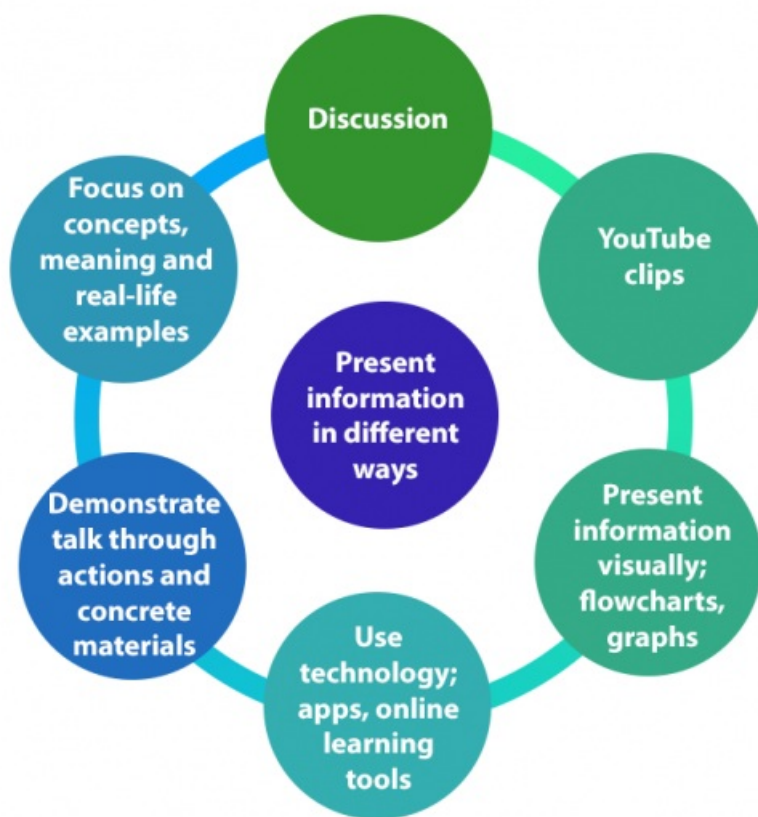 Discussion
YouTube
clips
Present
information
visually;
flowcharts,
graphs
Use
technology;
apps, online
learning
tools
Demonstrate
talk through
actions and
concrete
materials
Focus on
concepts,
meaning and
real-life
examples
Present
information
in different
ways